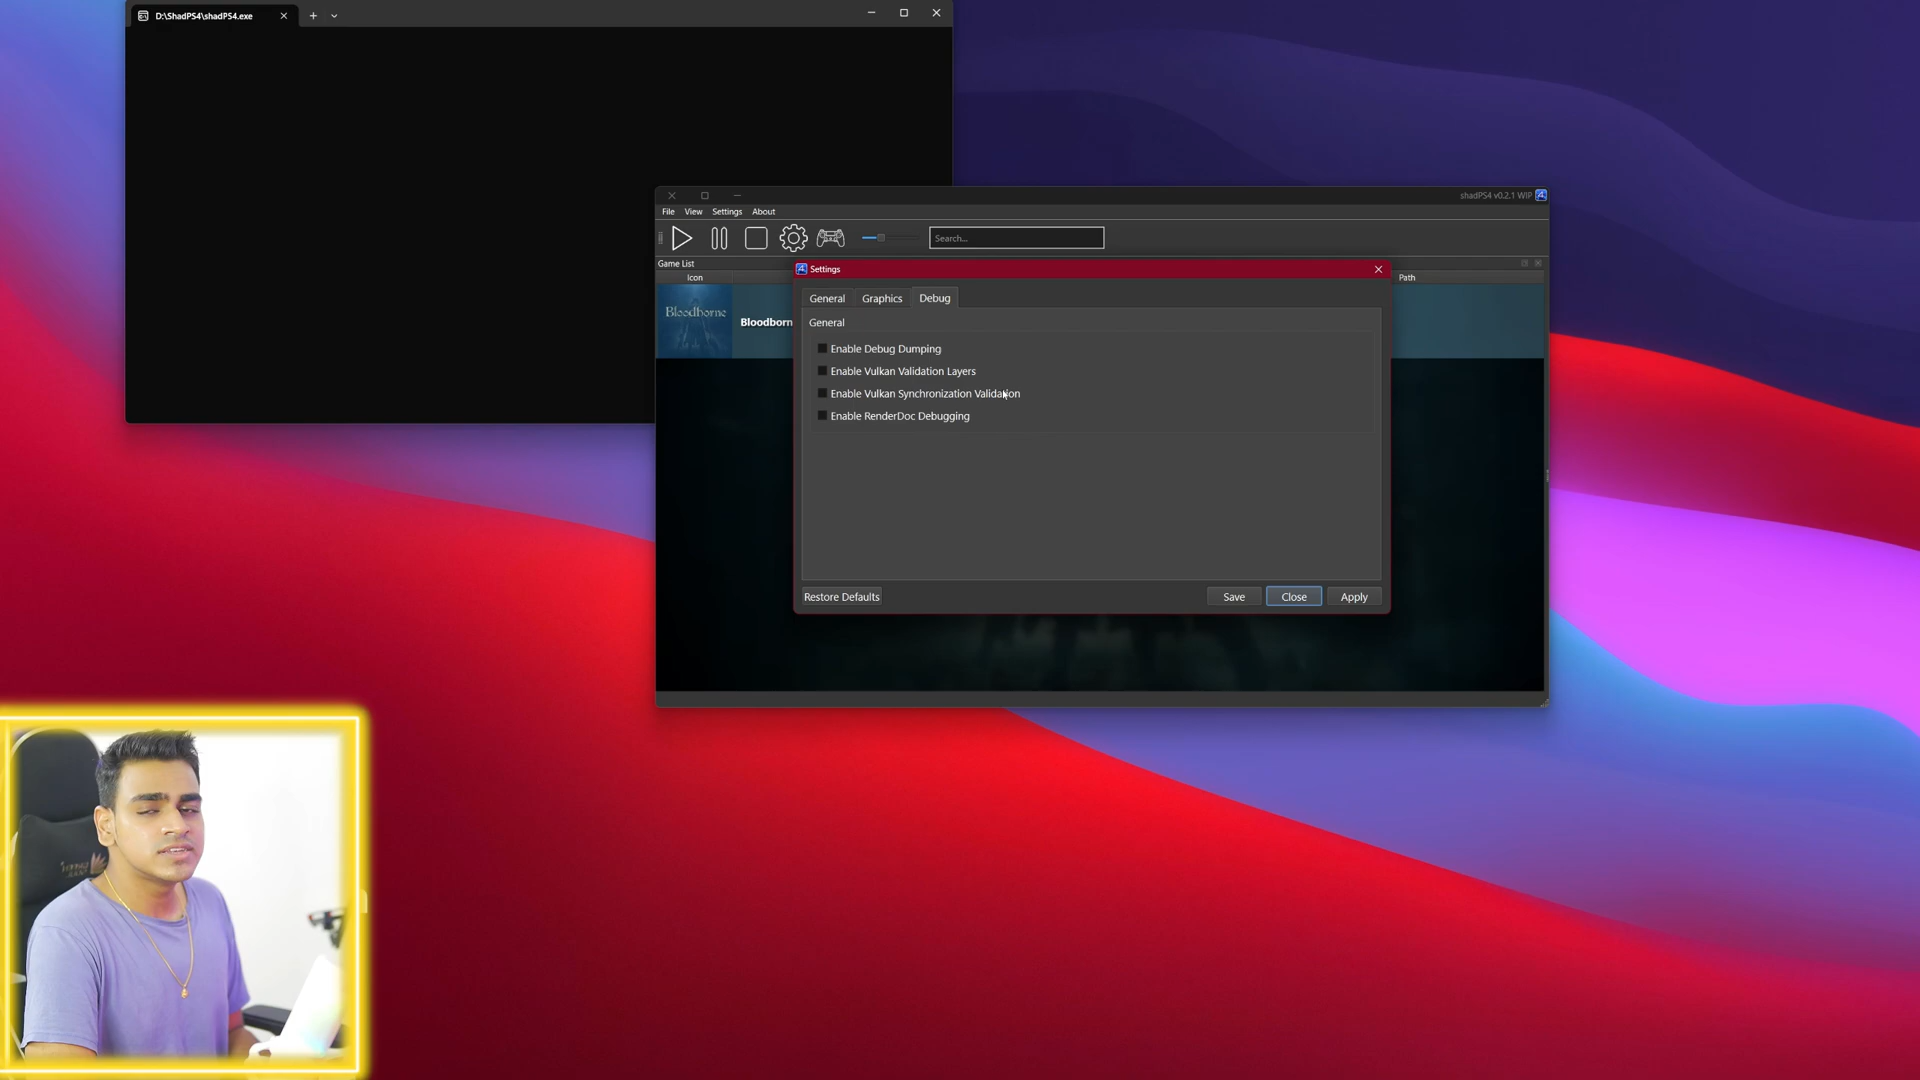 D:\ShadPS4\shadPS4.exe
shadPS4 v0.2.1 WIP
File View Settings About
Search...
Game List
Icon
Path
Bloodborne
Bloodborn
Settings
General Graphics Debug
General
Enable Debug Dumping
Enable Vulkan Validation Layers
Enable Vulkan Synchronization Validation
Enable RenderDoc Debugging
Restore Defaults
Save
Close
Apply